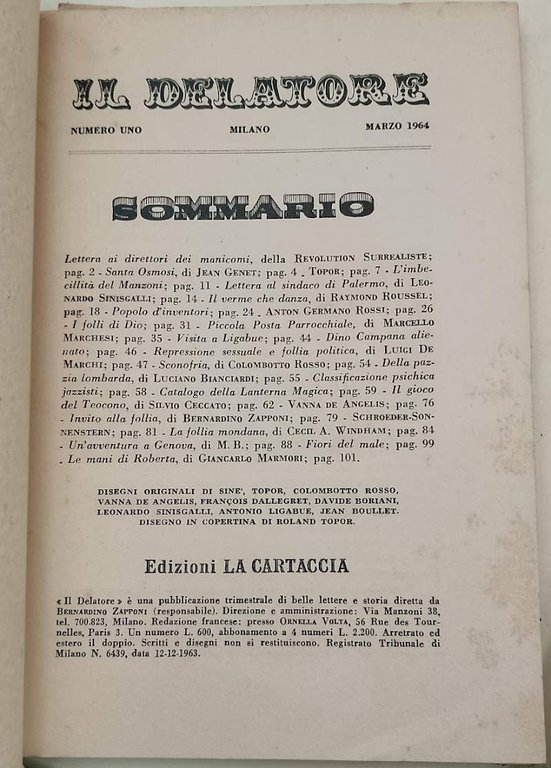 IL DELATORE
NUMERO UNO MILANO MARZO 1964
SOMMARIO
Lettera ai direttori dei manicomi, della REVOLUTION SURREALISTE;
pag. 2 - Santa Osmosi, di JEAN GENET; pag. 4 - TOPOR; pag. 7 - L'imbe-
cillità del Manzoni; pag. 11 - Lettera al sindaco di Palermo, di LEO-
NARDO SINISGALLI; pag. 14 - Il verme che danza, di RAYMOND ROUSSEL;
pag. 18 - Popolo d'inventori; pag. 24 - ANTON GERMANO ROSSI; pag. 26
- I folli di Dio; pag. 31 - Piccola Posta Parrocchiale, di MARCELLO
MARCHESI; pag. 35 - Visita a Ligabue; pag. 44 - Dino Campana alie-
nato; pag. 46 - Repressione sessuale e follia politica, di LUIGI DE
MARCHI; pag. 47 - Sconofria, di COLOMBOTTO ROSSO; pag. 54 - Della paz-
zia lombarda, di LUCIANO BIANCIARDI; pag. 55 - Classificazione psichica
jazzisti; pag. 58 - Catalogo della Lanterna Magica; pag. 59 - Il gioco
del Teocono, di SILVIO CECCATO; pag. 62 - VANNA DE ANGELIS; pag. 76
- Invito alla follia, di BERNARDINO ZAPPONI; pag. 79 - SCHROEDER-SON-
NENSTERN; pag. 81 - La follia mondana, di CECIL A. WINDHAM; pag. 84
- Un'avventura a Genova, di M. B.; pag. 88 - Fiori del male; pag. 99
- Le mani di Roberta, di GIANCARLO MARMORI; pag. 101.
DISEGNI ORIGINALI DI SINE', TOPOR, COLOMBOTTO ROSSO,
VANNA DE ANGELIS, FRANÇOIS DALLEGRET, DAVIDE BORIANI,
LEONARDO SINISGALLI, ANTONIO LIGABUE, JEAN BOULLET.
DISEGNO IN COPERTINA DI ROLAND TOPOR.
Edizioni LA CARTACCIA
« Il Delatore » è una pubblicazione trimestrale di belle lettere e storia diretta da
BERNARDINO ZAPPONI (responsabile). Direzione e amministrazione: Via Manzoni 38,
tel. 700.823, Milano. Redazione francese: presso ORNELLA VOLTA, 56 Rue des Tour-
nelles, Paris 3. Un numero L. 600, abbonamento a 4 numeri L. 2.200. Arretrato ed
estero il doppio. Scritti e disegni non si restituiscono. Registrato Tribunale di
Milano N. 6439, data 12-12-1963.